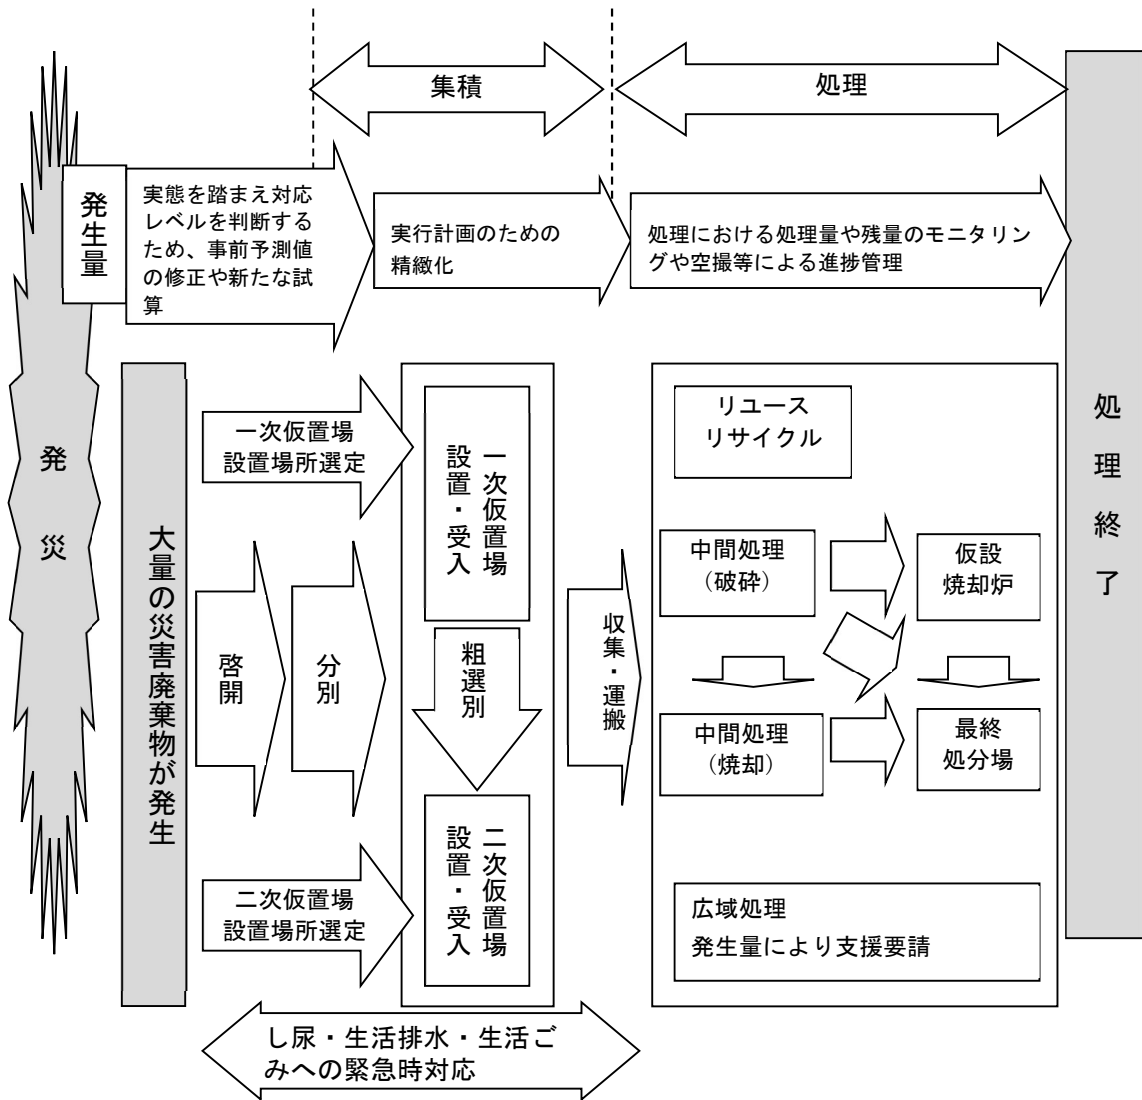 集積
処理
発生量
実態を踏まえ対応
レベルを判断する
ため、事前予測値
の修正や新たな試
算
実行計画のための
精緻化
処理における処理量や残量のモニタリン
グや空撮等による進捗管理
発災
大量の災害廃棄物が発生
一次仮置場
設置場所選定
啓開
分別
二次仮置場
設置場所選定
一次仮置場
設置・受入
粗選別
二次仮置場
設置・受入
収集・運搬
リユース
リサイクル
中間処理
（破砕）
仮設
焼却炉
中間処理
（焼却）
最終
処分場
広域処理
発生量により支援要請
処理終了
し尿・生活排水・生活ご
みへの緊急時対応